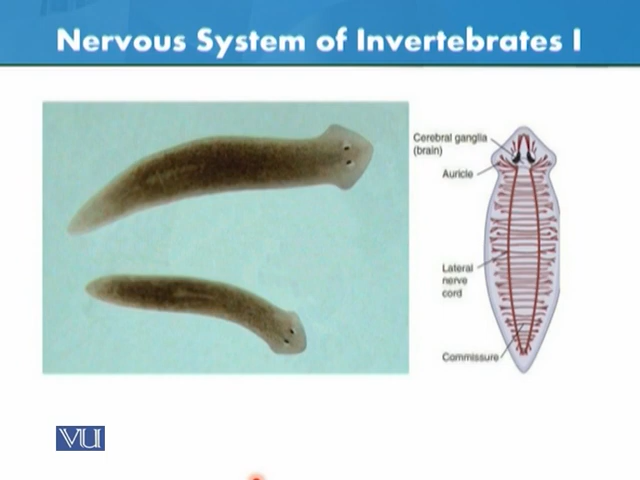 Nervous System of Invertebrates I
Cerebral ganglia
(brain)
Auricle
Lateral
nerve
cord
Commissure
VU